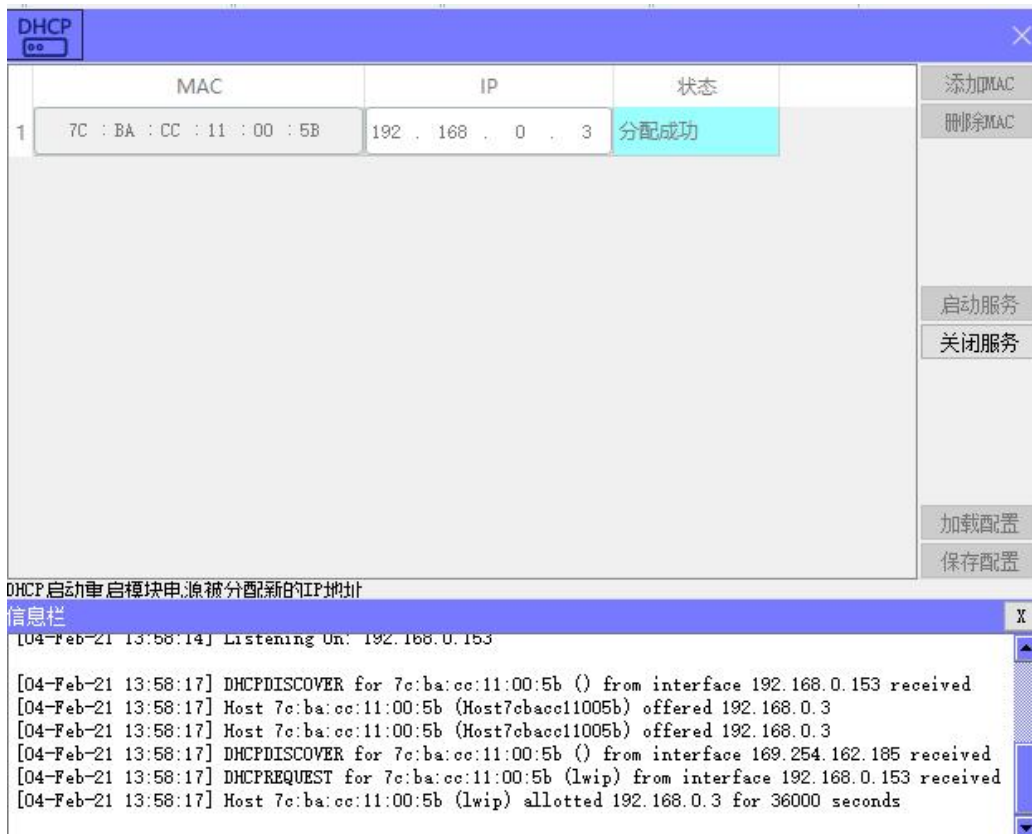 DHCP
MAC IP 状态
添加MAC
删除MAC
1 7C : BA : CC : 11 : 00 : 5B 192 . 168 . 0 . 3 分配成功
启动服务
关闭服务
加载配置
保存配置
DHCP启动重启模块电源被分配新的IP地址
信息栏 X
[04-Feb-21 13:58:14] Listening On: 192.168.0.153
[04-Feb-21 13:58:17] DHCPDISCOVER for 7c:ba:cc:11:00:5b () from interface 192.168.0.153 received
[04-Feb-21 13:58:17] Host 7c:ba:cc:11:00:5b (Host7cbacc11005b) offered 192.168.0.3
[04-Feb-21 13:58:17] Host 7c:ba:cc:11:00:5b (Host7cbacc11005b) offered 192.168.0.3
[04-Feb-21 13:58:17] DHCPDISCOVER for 7c:ba:cc:11:00:5b () from interface 169.254.162.185 received
[04-Feb-21 13:58:17] DHCPREQUEST for 7c:ba:cc:11:00:5b (lwip) from interface 192.168.0.153 received
[04-Feb-21 13:58:17] Host 7c:ba:cc:11:00:5b (lwip) allotted 192.168.0.3 for 36000 seconds